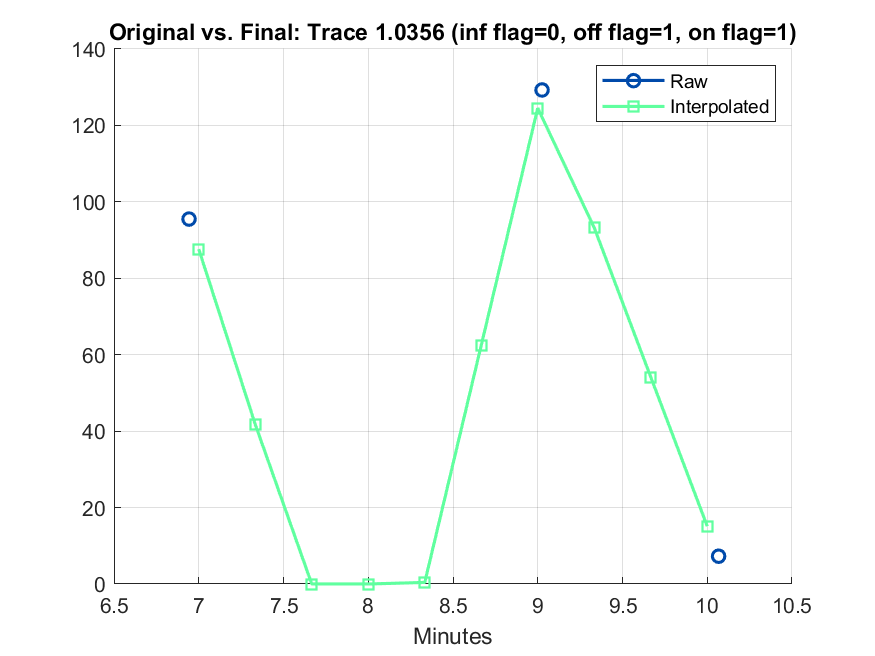 Original vs. Final: Trace 1.0356 (inf flag=0, off flag=1, on flag=1)
140
120
100
80
60
40
20
0
Raw
Interpolated
6.5 7 7.5 8 8.5 9 9.5 10 10.5
Minutes